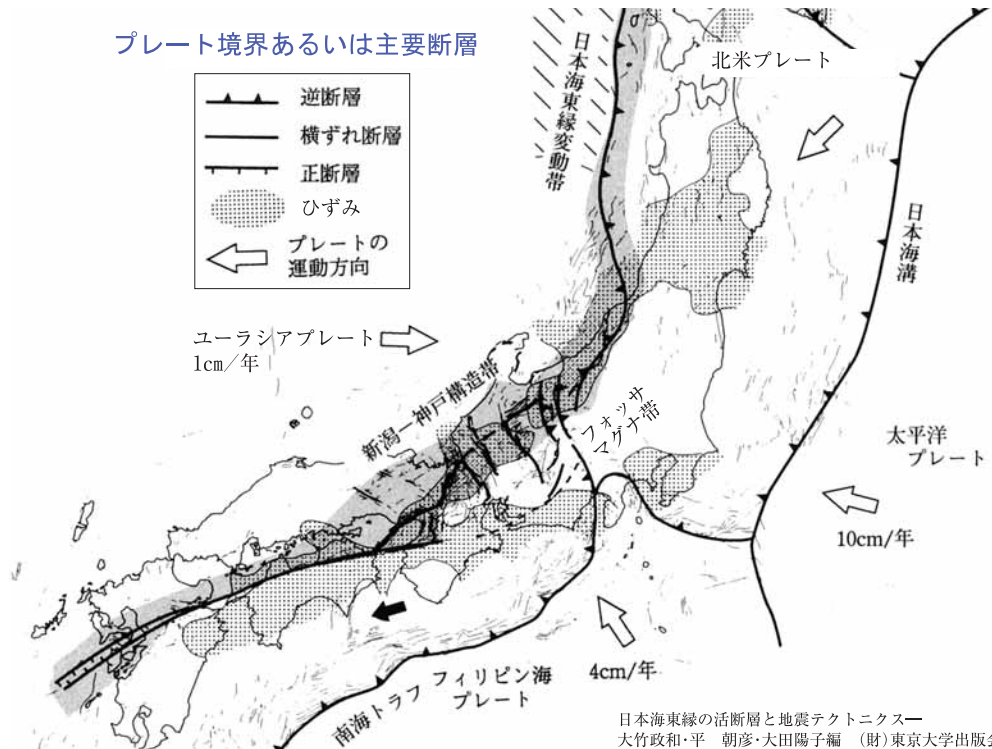 プレート境界あるいは主要断層
逆断層
横ずれ断層
正断層
ひずみ
プレートの
運動方向
日本海東縁変動帯
北米プレート
日本海溝
ユーラシアプレート
1cm/年
新潟−神戸構造帯
フォッサ
マグナ帯
太平洋
プレート
10cm/年
4cm/年
フィリピン海
プレート
南海トラフ
日本海東縁の活断層と地震テクトニクス━
大竹政和・平 朝彦・大田陽子編 (財)東京大学出版会